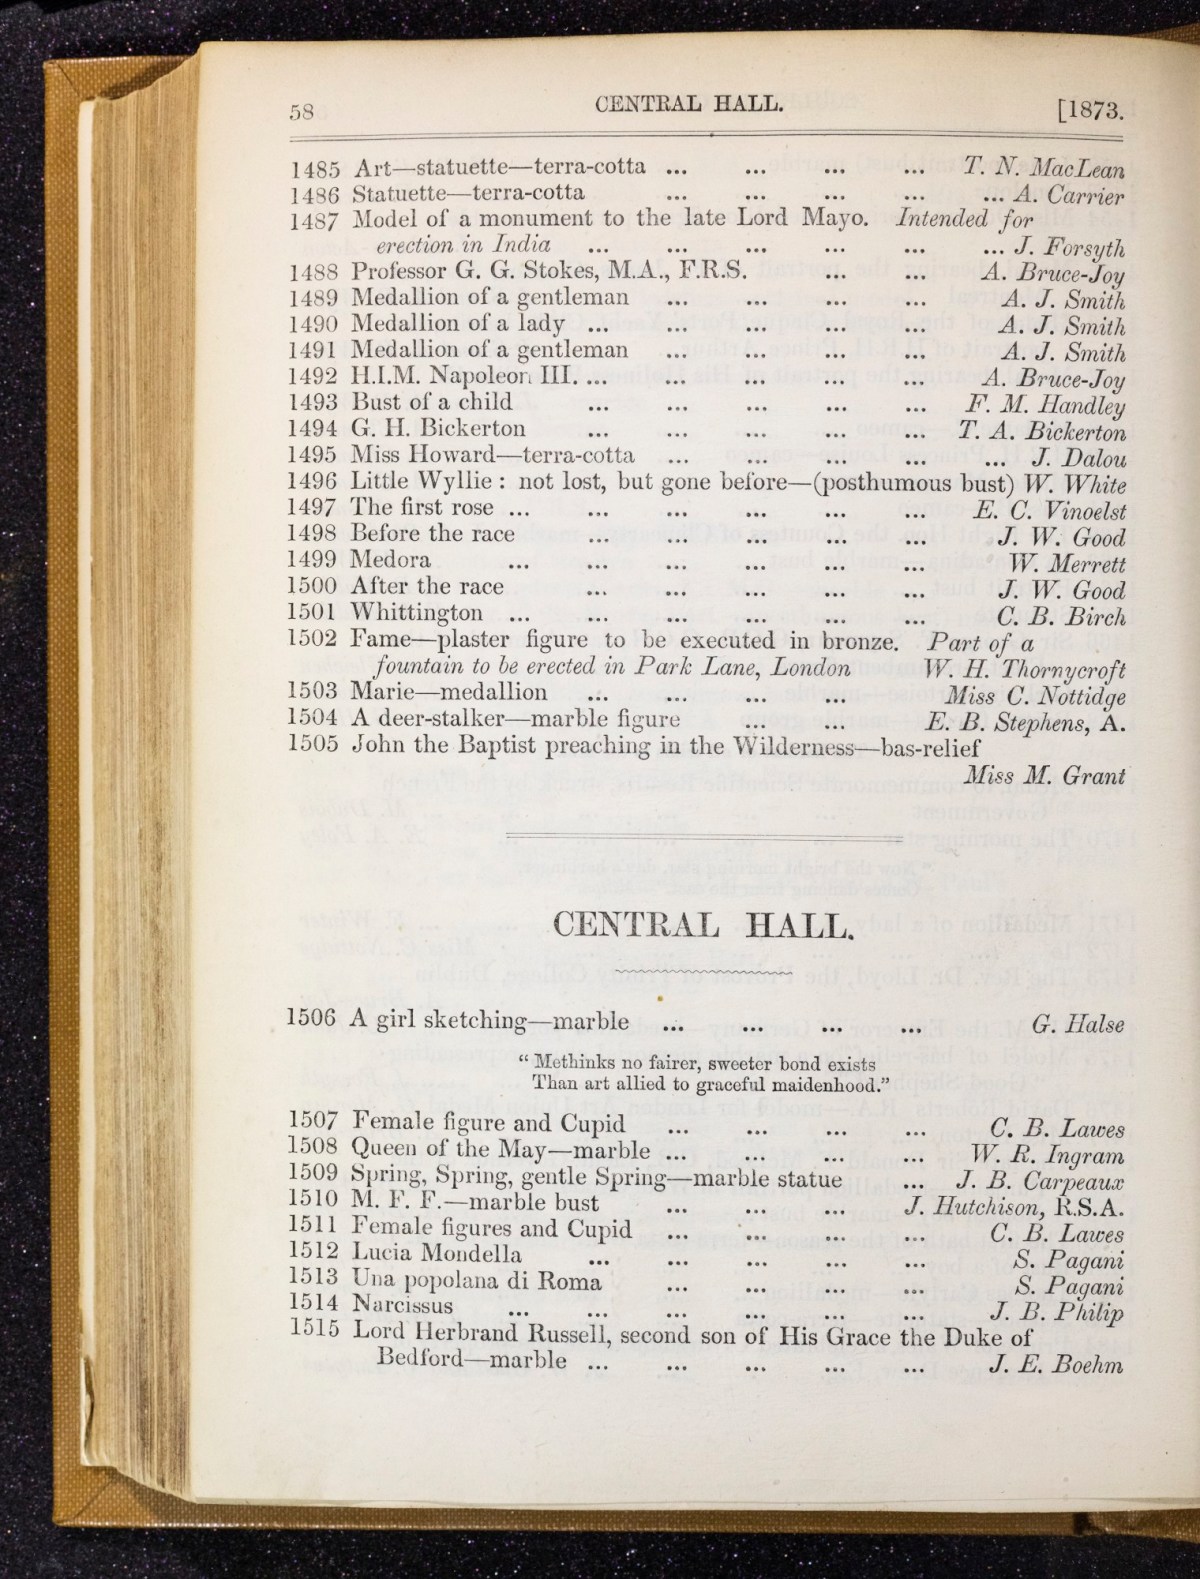 58 CENTRAL HALL. [1873.
1485 Art—statuette—terra-cotta ... ... ... ... T. N. MacLean
1486 Statuette—terra-cotta ... ... ... ... ... A. Carrier
1487 Model of a monument to the late Lord Mayo. Intended for
erection in India ... ... ... ... ... ... J. Forsyth
1488 Professor G. G. Stokes, M.A., F.R.S. ... ... A. Bruce-Joy
1489 Medallion of a gentleman ... ... ... ... A. J. Smith
1490 Medallion of a lady ... ... ... ... ... A. J. Smith
1491 Medallion of a gentleman ... ... ... ... A. J. Smith
1492 H.I.M. Napoleon III. ... ... ... ... ... A. Bruce-Joy
1493 Bust of a child ... ... ... ... ... F. M. Handley
1494 G. H. Bickerton ... ... ... ... ... T. A. Bickerton
1495 Miss Howard—terra-cotta ... ... ... ... ... J. Dalou
1496 Little Wyllie : not lost, but gone before—(posthumous bust) W. White
1497 The first rose ... ... ... ... ... ... E. C. Vinoelst
1498 Before the race ... ... ... ... ... J. W. Good
1499 Medora ... ... ... ... ... ... W. Merrett
1500 After the race ... ... ... ... ... J. W. Good
1501 Whittington ... ... ... ... ... ... C. B. Birch
1502 Fame—plaster figure to be executed in bronze. Part of a
fountain to be erected in Park Lane, London W. H. Thornycroft
1503 Marie—medallion ... ... ... ... Miss C. Nottidge
1504 A deer-stalker—marble figure ... ... E. B. Stephens, A.
1505 John the Baptist preaching in the Wilderness—bas-relief
Miss M. Grant
CENTRAL HALL.
1506 A girl sketching—marble ... ... ... ... G. Halse
“ Methinks no fairer, sweeter bond exists
Than art allied to graceful maidenhood.”
1507 Female figure and Cupid ... ... ... ... C. B. Lawes
1508 Queen of the May—marble ... ... ... ... W. R. Ingram
1509 Spring, Spring, gentle Spring—marble statue ... J. B. Carpeaux
1510 M. F. F.—marble bust ... ... ... J. Hutchison, R.S.A.
1511 Female figures and Cupid ... ... ... ... C. B. Lawes
1512 Lucia Mondella ... ... ... ... ... S. Pagani
1513 Una popolana di Roma ... ... ... ... S. Pagani
1514 Narcissus ... ... ... ... ... ... J. B. Philip
1515 Lord Herbrand Russell, second son of His Grace the Duke of
Bedford—marble ... ... ... ... ... J. E. Boehm